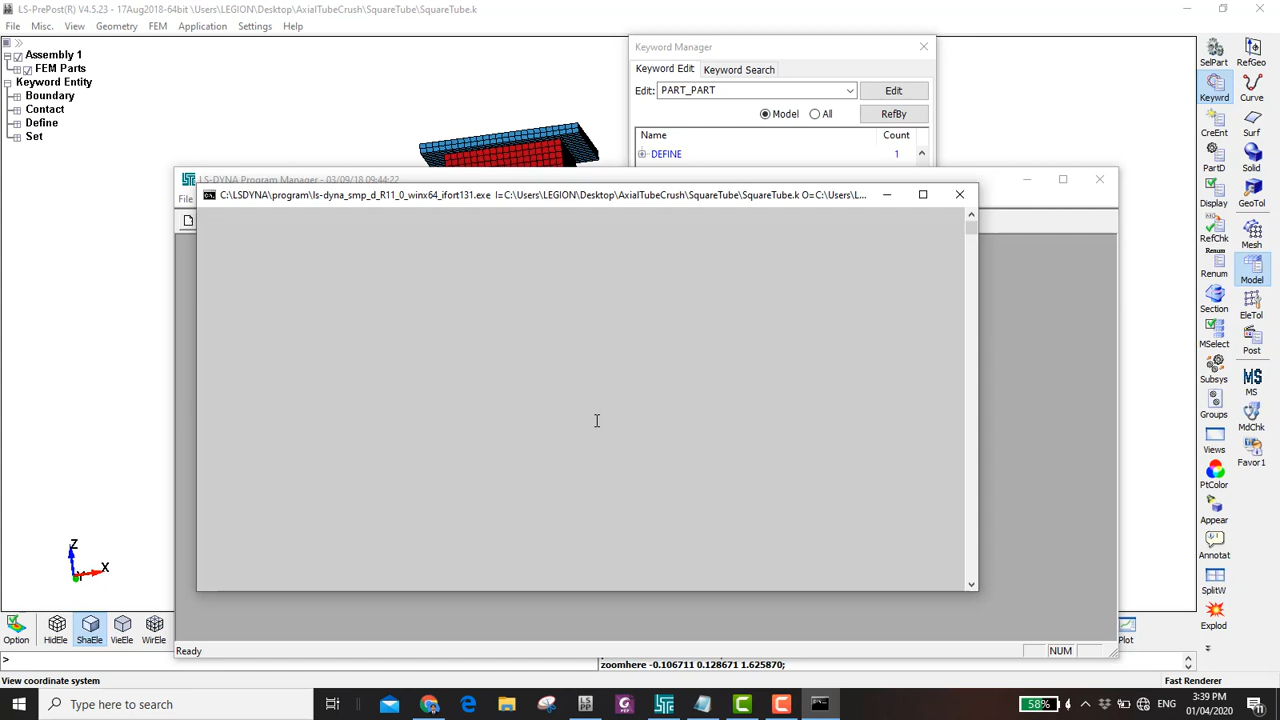 LS-PrePost(R) V4.5.23 - 17Aug2018-64bit \Users\LEGION\Desktop\AxialTubeCrush\SquareTube\SquareTube.k
File Misc. View Geometry FEM Application Settings Help
Assembly 1
FEM Parts
Keyword Entity
Boundary
Contact
Define
Set
Keyword Manager
Keyword Edit Keyword Search
Edit: PART_PART Edit
Model All RefBy
Name Count
DEFINE 1
LS-DYNA Program Manager - 03/09/18 09:44:22
File
C:\LSDYNA\program\ls-dyna_smp_d_R11_0_winx64_ifort131.exe I=C:\Users\LEGION\Desktop\AxialTubeCrush\SquareTube\SquareTube.k O=C:\Users\L...
Z
X
SelPart RefGeo
Keywrd Curve
CreEnt Surf
PartD Solid
Display GeoTol
RefChk Mesh
Renum
Renum Model
Section EleTol
MSelect Post
Subsys MS
MS
Groups MdChk
Views Favor1
PtColor
Appear
Annotat
SplitW
Explod
Option HidEle ShaEle VieEle WirEle
Plot
Ready NUM
>
zoomhere -0.106711 0.128671 1.625870;
View coordinate system Fast Renderer
Type here to search
58% ENG 3:39 PM
01/04/2020